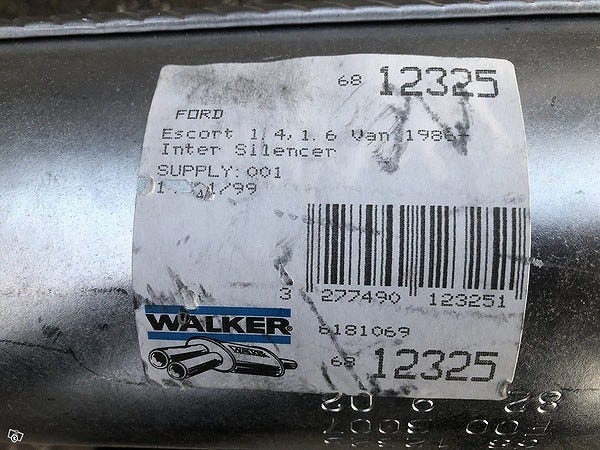 68 12325
FORD
Escort 1.4,1.6 Van 1986-
Inter Silencer
SUPPLY:001
3 277490 123251
WALKER
6181069
68 12325